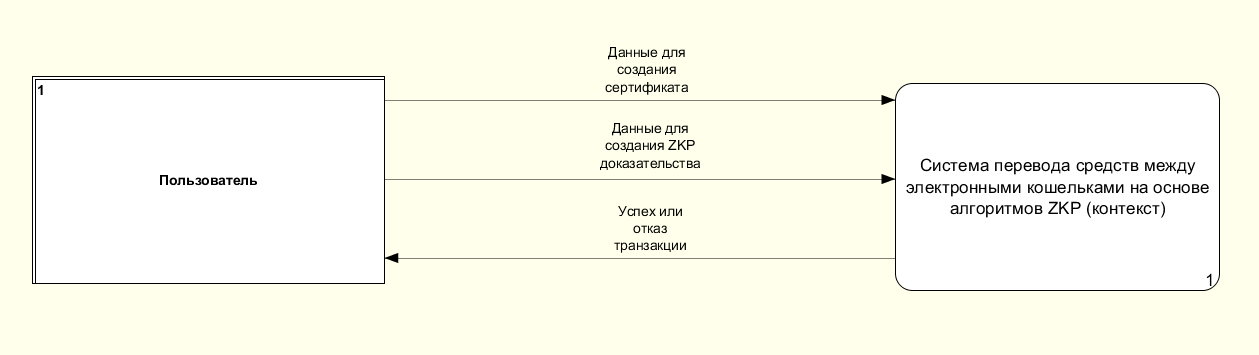 Данные для
создания
сертификата
1
Данные для
создания ZKP
доказательства
Пользователь
Система перевода средств между
электронными кошельками на основе
алгоритмов ZKP (контекст)
Успех или
отказ
транзакции
1